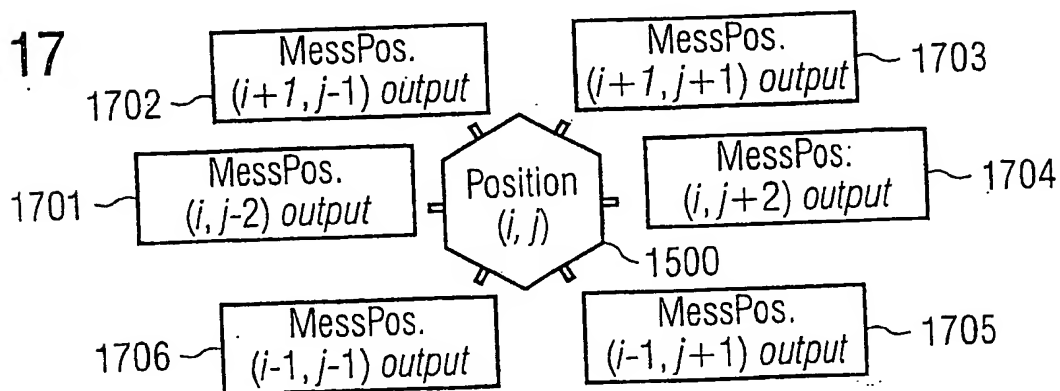 17
MessPos.
(i+1, j-1) output
1702
MessPos.
(i+1, j+1) output
1703
MessPos.
(i, j-2) output
1701
Position
(i, j)
MessPos:
(i, j+2) output
1704
1500
MessPos.
(i-1, j-1) output
1706
MessPos.
(i-1, j+1) output
1705